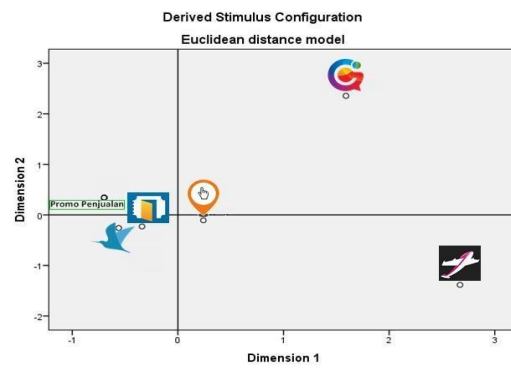 Derived Stimulus Configuration
Euclidean distance model
3
2
1
0
-1
-2
Dimension 2
Promo Penjualan
-1
0
1
2
3
Dimension 1